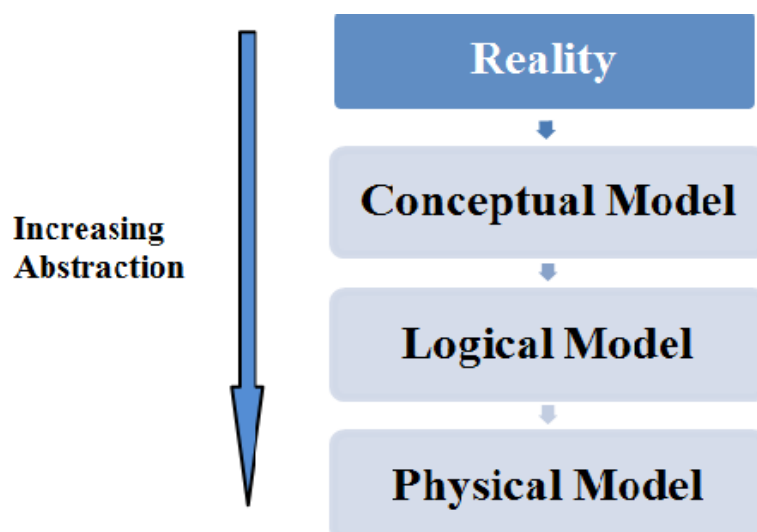 Reality
Conceptual Model
Increasing
Abstraction
Logical Model
Physical Model